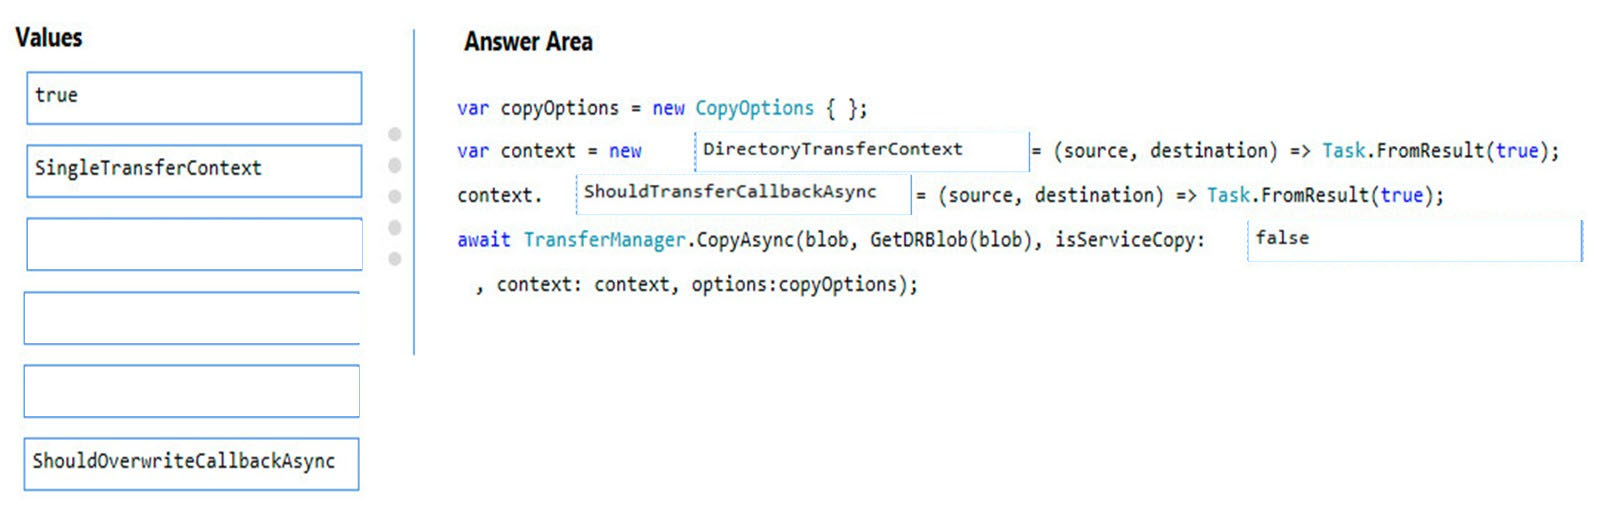 Values
true
SingleTransferContext
ShouldOverwriteCallbackAsync
Answer Area
var copyOptions = new CopyOptions { };
var context = new DirectoryTransferContext = (source, destination) => Task.FromResult(true);
context. ShouldTransferCallbackAsync = (source, destination) => Task.FromResult(true);
await TransferManager.CopyAsync(blob, GetDRBlob(blob), isServiceCopy: false
, context: context, options:copyOptions);